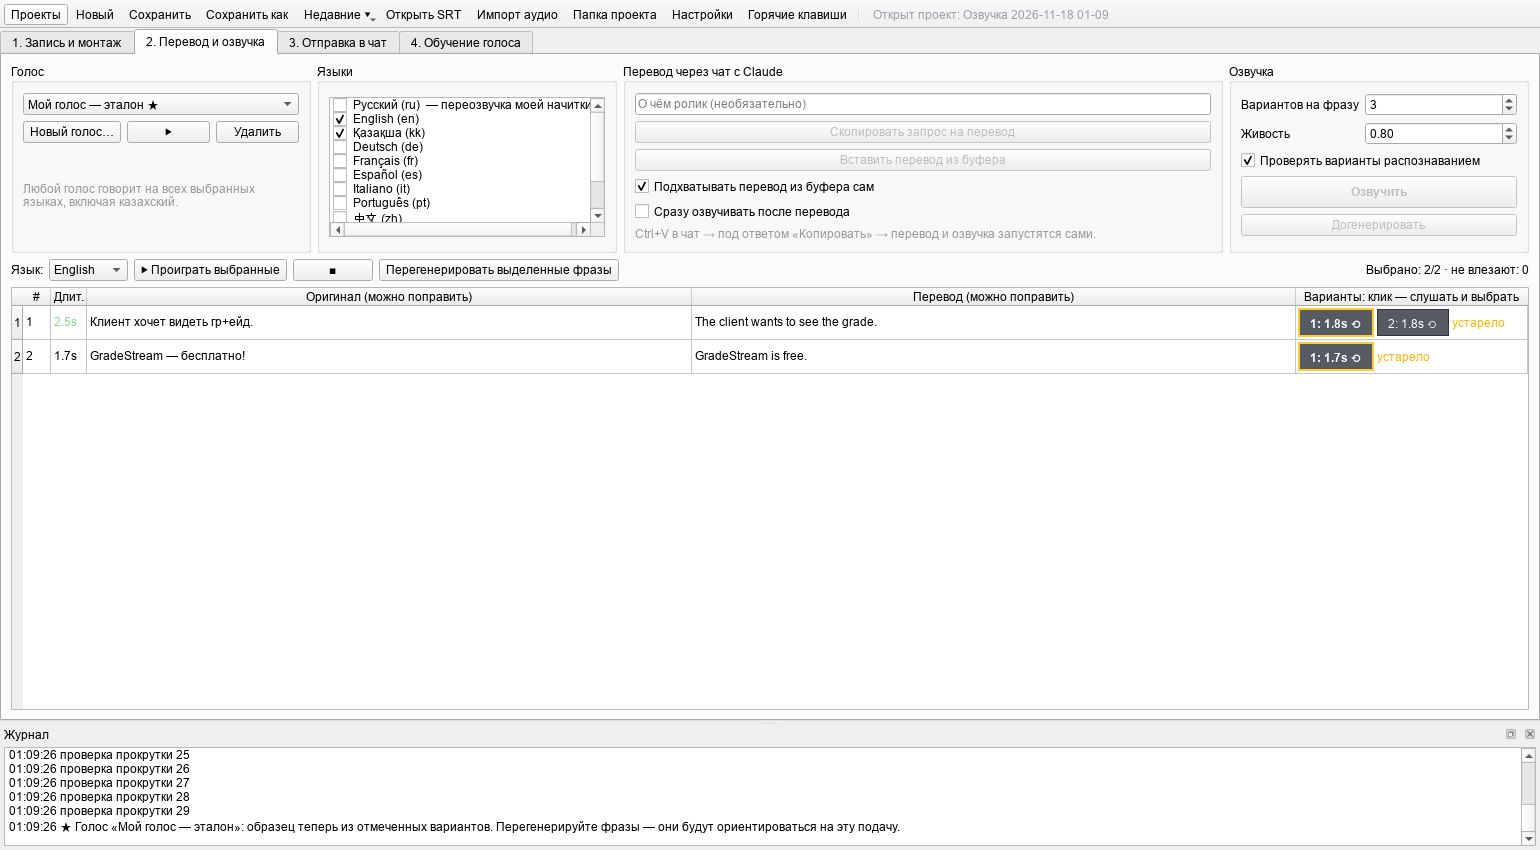 Проекты Новый Сохранить Сохранить как Недавние ▾ Открыть SRT Импорт аудио Папка проекта Настройки Горячие клавиши Открыт проект: Озвучка 2026-11-18 01-09
1. Запись и монтаж 2. Перевод и озвучка 3. Отправка в чат 4. Обучение голоса
Голос
Мой голос — эталон ★
Новый голос… ▶ Удалить
Любой голос говорит на всех выбранных
языках, включая казахский.
Языки
Русский (ru) — переозвучка моей начитки
English (en)
Қазақша (kk)
Deutsch (de)
Français (fr)
Español (es)
Italiano (it)
Português (pt)
中文 (zh)
Перевод через чат с Claude
О чём ролик (необязательно)
Скопировать запрос на перевод
Вставить перевод из буфера
Подхватывать перевод из буфера сам
Сразу озвучивать после перевода
Ctrl+V в чат → под ответом «Копировать» → перевод и озвучка запустятся сами.
Озвучка
Вариантов на фразу 3
Живость 0.80
Проверять варианты распознаванием
Озвучить
Догенерировать
Язык: English ▶ Проиграть выбранные ■ Перегенерировать выделенные фразы Выбрано: 2/2 · не влезают: 0
# Длит. Оригинал (можно поправить) Перевод (можно поправить) Варианты: клик — слушать и выбрать
1 1 2.5s Клиент хочет видеть гр+ейд. The client wants to see the grade. 1: 1.8s ⟲ 2: 1.8s ⟲ устарело
2 2 1.7s GradeStream — бесплатно! GradeStream is free. 1: 1.7s ⟲ устарело
Журнал
01:09:26 проверка прокрутки 25
01:09:26 проверка прокрутки 26
01:09:26 проверка прокрутки 27
01:09:26 проверка прокрутки 28
01:09:26 проверка прокрутки 29
01:09:26 ★ Голос «Мой голос — эталон»: образец теперь из отмеченных вариантов. Перегенерируйте фразы — они будут ориентироваться на эту подачу.